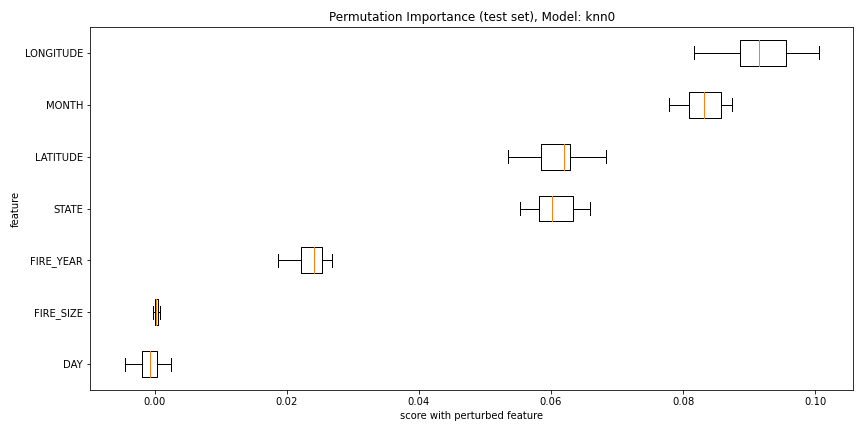 Permutation Importance (test set), Model: knn0
LONGITUDE
MONTH
LATITUDE
STATE
FIRE_YEAR
FIRE_SIZE
DAY
feature
0.00 0.02 0.04 0.06 0.08 0.10
score with perturbed feature